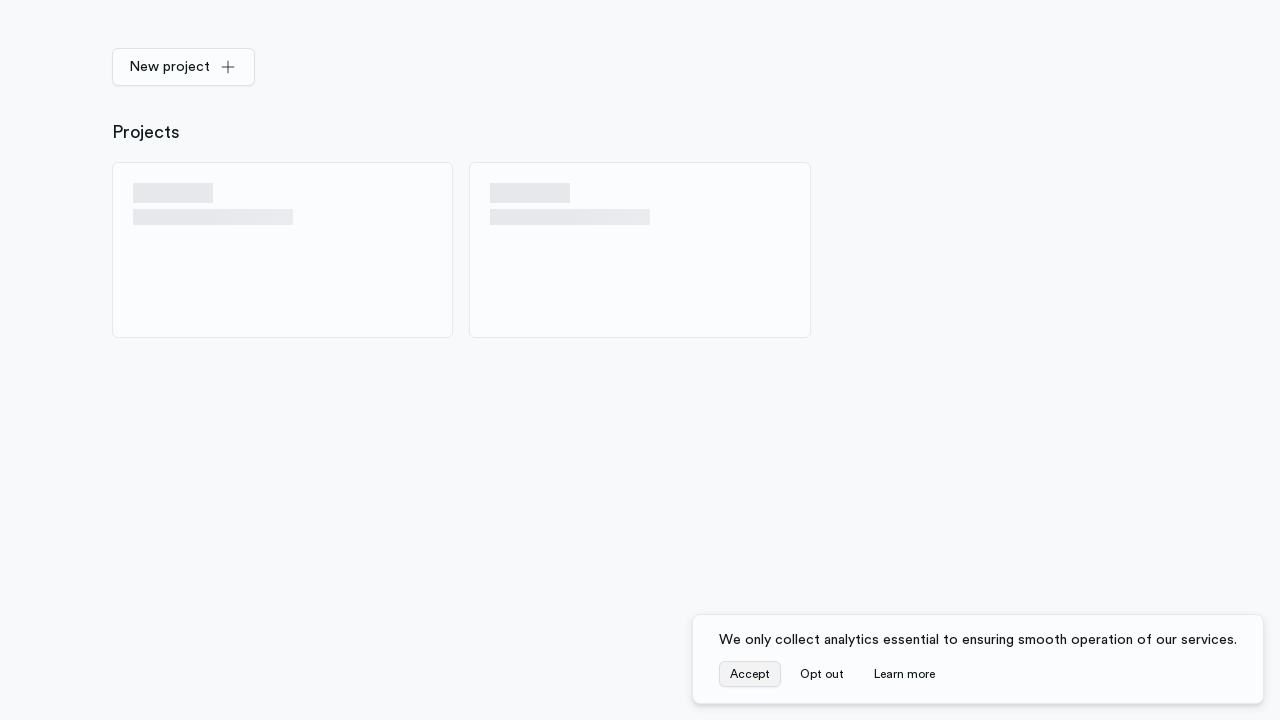 New project
Projects
We only collect analytics essential to ensuring smooth operation of our services.
Accept Opt out Learn more